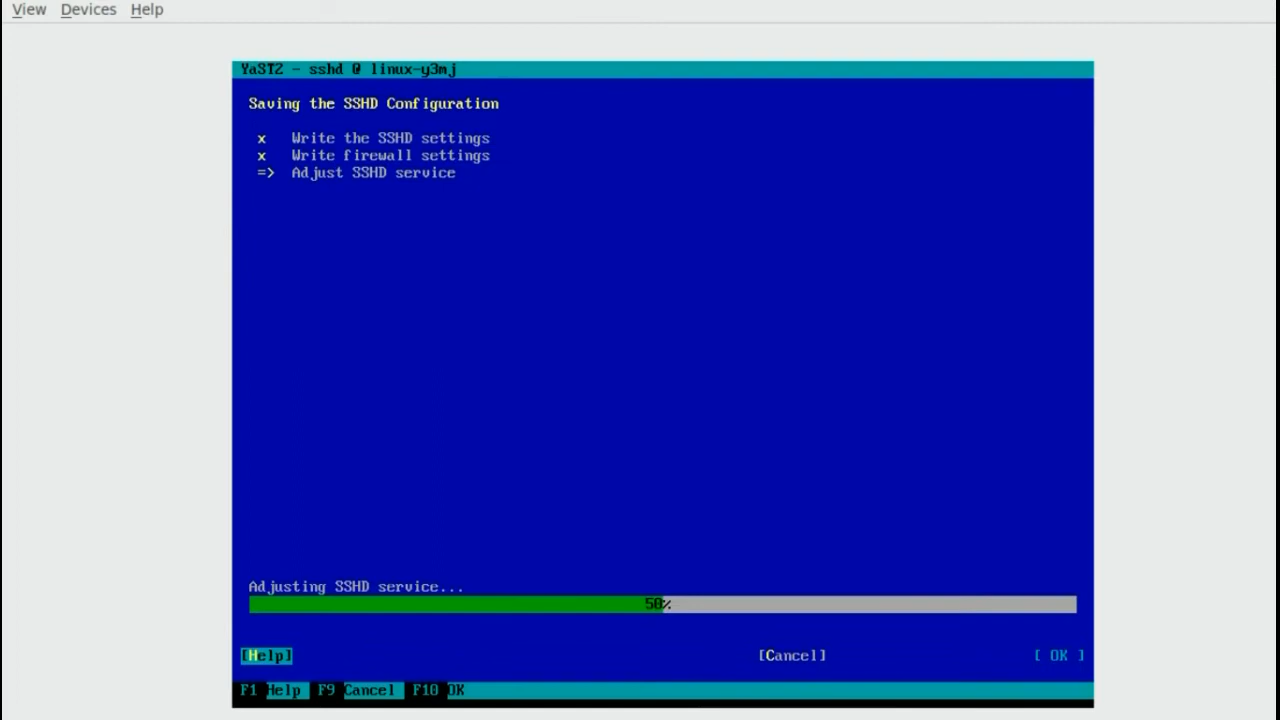 View Devices Help
YaST2 - sshd @ linux-y3mj
Saving the SSHD Configuration
x Write the SSHD settings
x Write firewall settings
=> Adjust SSHD service
Adjusting SSHD service...
50%
[Help] [Cancel] [ OK ]
F1 Help F9 Cancel F10 OK